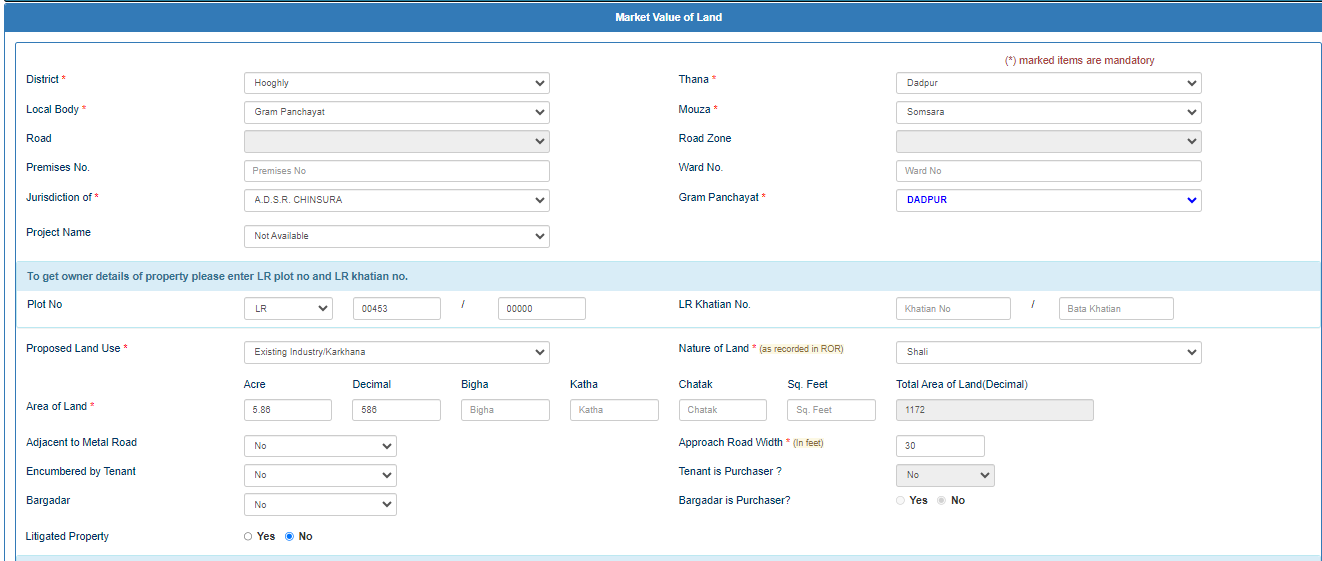 Market Value of Land
(*) marked items are mandatory
District * Hooghly Thana * Dadpur
Local Body * Gram Panchayat Mouza * Somsara
Road Road Zone
Premises No. Premises No Ward No. Ward No
Jurisdiction of * A.D.S.R. CHINSURA Gram Panchayat * DADPUR
Project Name Not Available
To get owner details of property please enter LR plot no and LR khatian no.
Plot No LR 00453 / 00000 LR Khatian No. Khatian No / Bata Khatian
Proposed Land Use * Existing Industry/Karkhana Nature of Land * (as recorded in ROR) Shali
Acre Decimal Bigha Katha Chatak Sq. Feet Total Area of Land(Decimal)
Area of Land * 5.86 586 Bigha Katha Chatak Sq. Feet 1172
Adjacent to Metal Road No Approach Road Width * (In feet) 30
Encumbered by Tenant No Tenant is Purchaser ? No
Bargadar No Bargadar is Purchaser? Yes No
Litigated Property Yes No